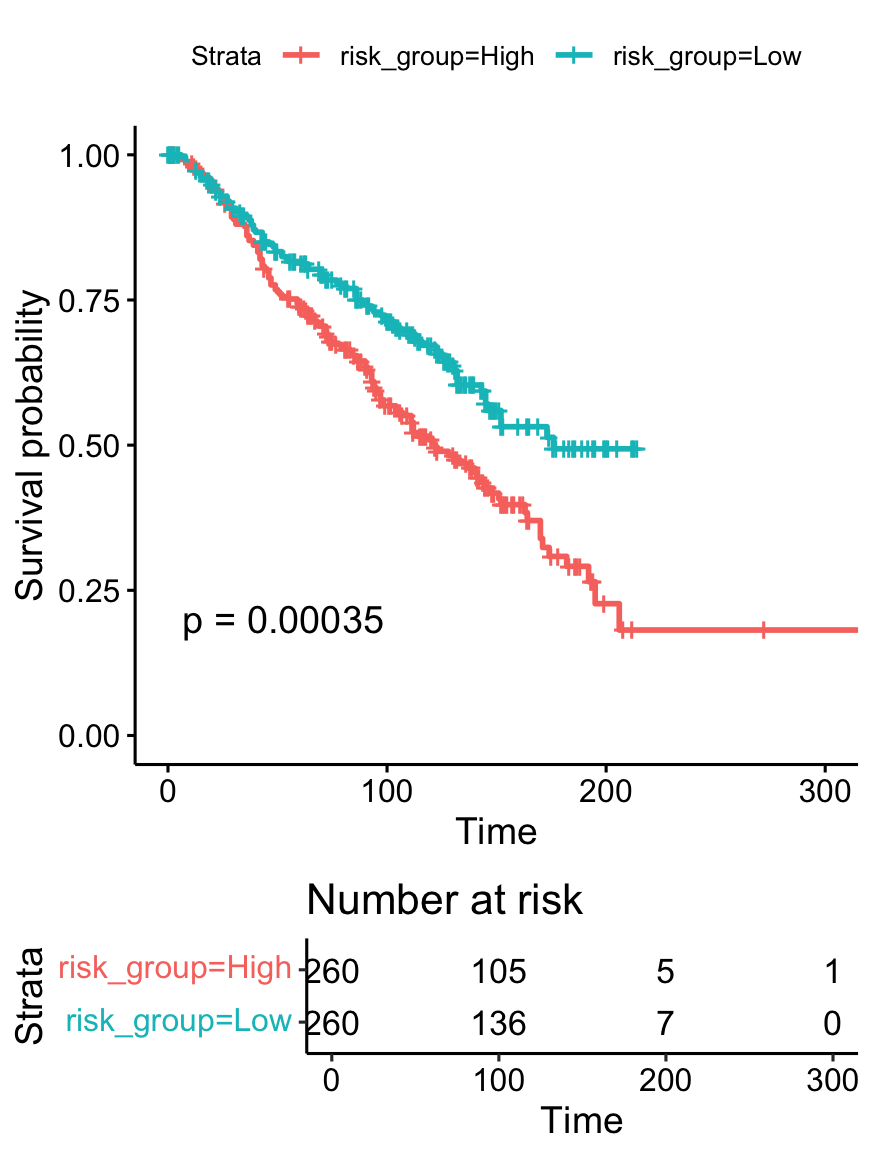 Strata risk_group=High risk_group=Low
Survival probability
1.00
0.75
0.50
0.25
0.00
p = 0.00035
0 100 200 300
Time
Number at risk
Strata
risk_group=High 260 105 5 1
risk_group=Low 260 136 7 0
0 100 200 300
Time